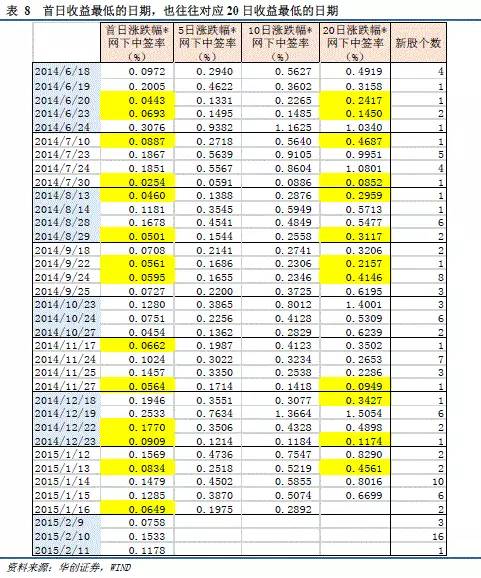 表 8 首日收益最低的日期，也往往对应 20 日收益最低的日期
首日涨跌幅* 5日涨跌幅* 10日涨跌幅* 20日涨跌幅* 新股个数
网下中签率 网下中签率 网下中签率 网下中签率
(%) (%) (%) (%)
2014/6/18 0.0972 0.2940 0.5627 0.4919 4
2014/6/19 0.2005 0.4622 0.3602 0.3158 1
2014/6/20 0.0443 0.1331 0.2265 0.2417 1
2014/6/23 0.0693 0.1495 0.1485 0.1450 2
2014/6/24 0.3076 0.9382 1.1625 1.0340 1
2014/7/10 0.0887 0.2718 0.5640 0.4687 1
2014/7/23 0.1867 0.5639 0.9105 0.9951 5
2014/7/24 0.1851 0.5567 0.8604 1.0801 4
2014/7/30 0.0254 0.0591 0.0886 0.0852 1
2014/8/13 0.0460 0.1388 0.2876 0.2959 1
2014/8/14 0.1181 0.3545 0.5949 0.5713 1
2014/8/28 0.1678 0.4541 0.4849 0.5477 6
2014/8/29 0.0501 0.1544 0.2558 0.3117 2
2014/9/18 0.0708 0.2141 0.2741 0.3206 2
2014/9/22 0.0561 0.1686 0.2306 0.2157 1
2014/9/24 0.0595 0.1655 0.2346 0.4146 8
2014/9/25 0.0727 0.2200 0.3725 0.6195 3
2014/10/23 0.1280 0.3865 0.8012 1.4001 3
2014/10/24 0.0751 0.2256 0.4128 0.5309 6
2014/10/27 0.0454 0.1362 0.2829 0.6239 2
2014/11/17 0.0662 0.1987 0.4123 0.3502 1
2014/11/24 0.1024 0.3022 0.3234 0.2653 7
2014/11/25 0.1457 0.3350 0.2538 0.2286 3
2014/11/27 0.0564 0.1714 0.1418 0.0949 1
2014/12/18 0.1946 0.3551 0.3077 0.3427 1
2014/12/19 0.2533 0.7634 1.3664 1.5054 6
2014/12/22 0.1770 0.3506 0.4328 0.4898 2
2014/12/23 0.0909 0.1214 0.1184 0.1174 1
2015/1/12 0.1569 0.4736 0.7547 0.8290 2
2015/1/13 0.0834 0.2518 0.5219 0.4561 2
2015/1/14 0.1479 0.4502 0.5855 0.8016 10
2015/1/15 0.1285 0.3870 0.5074 0.6699 6
2015/1/16 0.0649 0.1975 0.2892 2
2015/2/9 0.0758 3
2015/2/10 0.1533 16
2015/2/11 0.1178 1
资料来源：华创证券，WIND